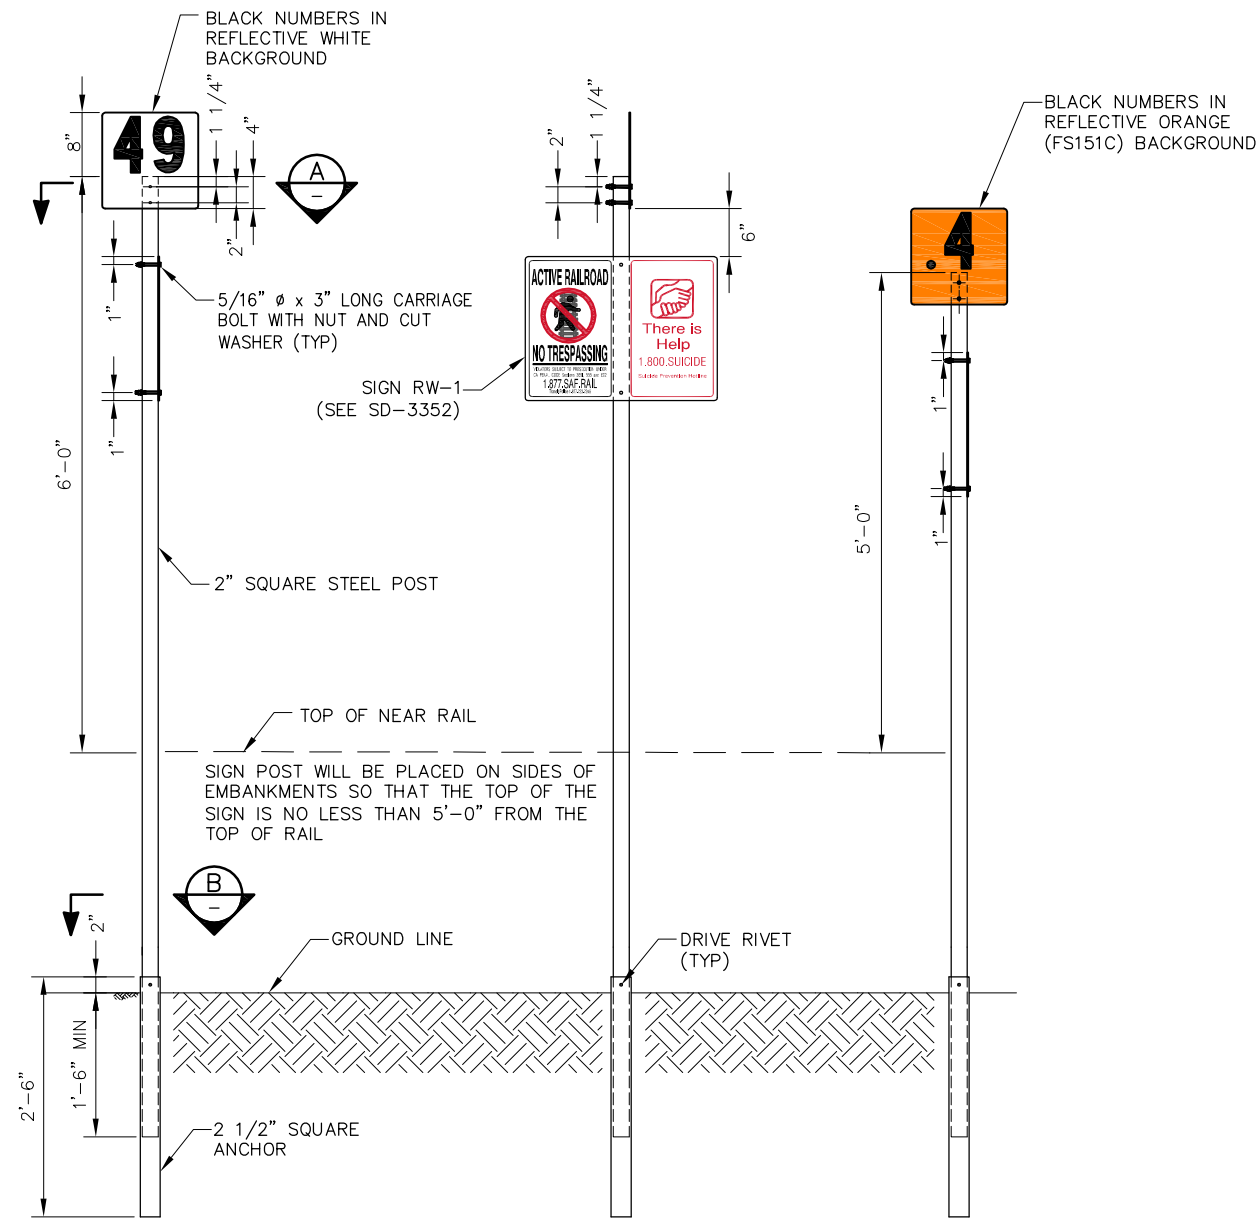 BLACK NUMBERS IN
REFLECTIVE WHITE
BACKGROUND
49
8"
1 1/4"
4"
2"
A
-
1"
5/16" ø x 3" LONG CARRIAGE
BOLT WITH NUT AND CUT
WASHER (TYP)
1"
6'-0"
2" SQUARE STEEL POST
2"
1 1/4"
6"
ACTIVE RAILROAD
NO TRESPASSING
1.877.SAF.RAIL
There is
Help
1.800.SUICIDE
Suicide Prevention Hotline
SIGN RW-1
(SEE SD-3352)
BLACK NUMBERS IN
REFLECTIVE ORANGE
(FS151C) BACKGROUND
4
1"
1"
5'-0"
TOP OF NEAR RAIL
SIGN POST WILL BE PLACED ON SIDES OF
EMBANKMENTS SO THAT THE TOP OF THE
SIGN IS NO LESS THAN 5'-0" FROM THE
TOP OF RAIL
B
-
2"
GROUND LINE
DRIVE RIVET
(TYP)
1'-6" MIN
2'-6"
2 1/2" SQUARE
ANCHOR